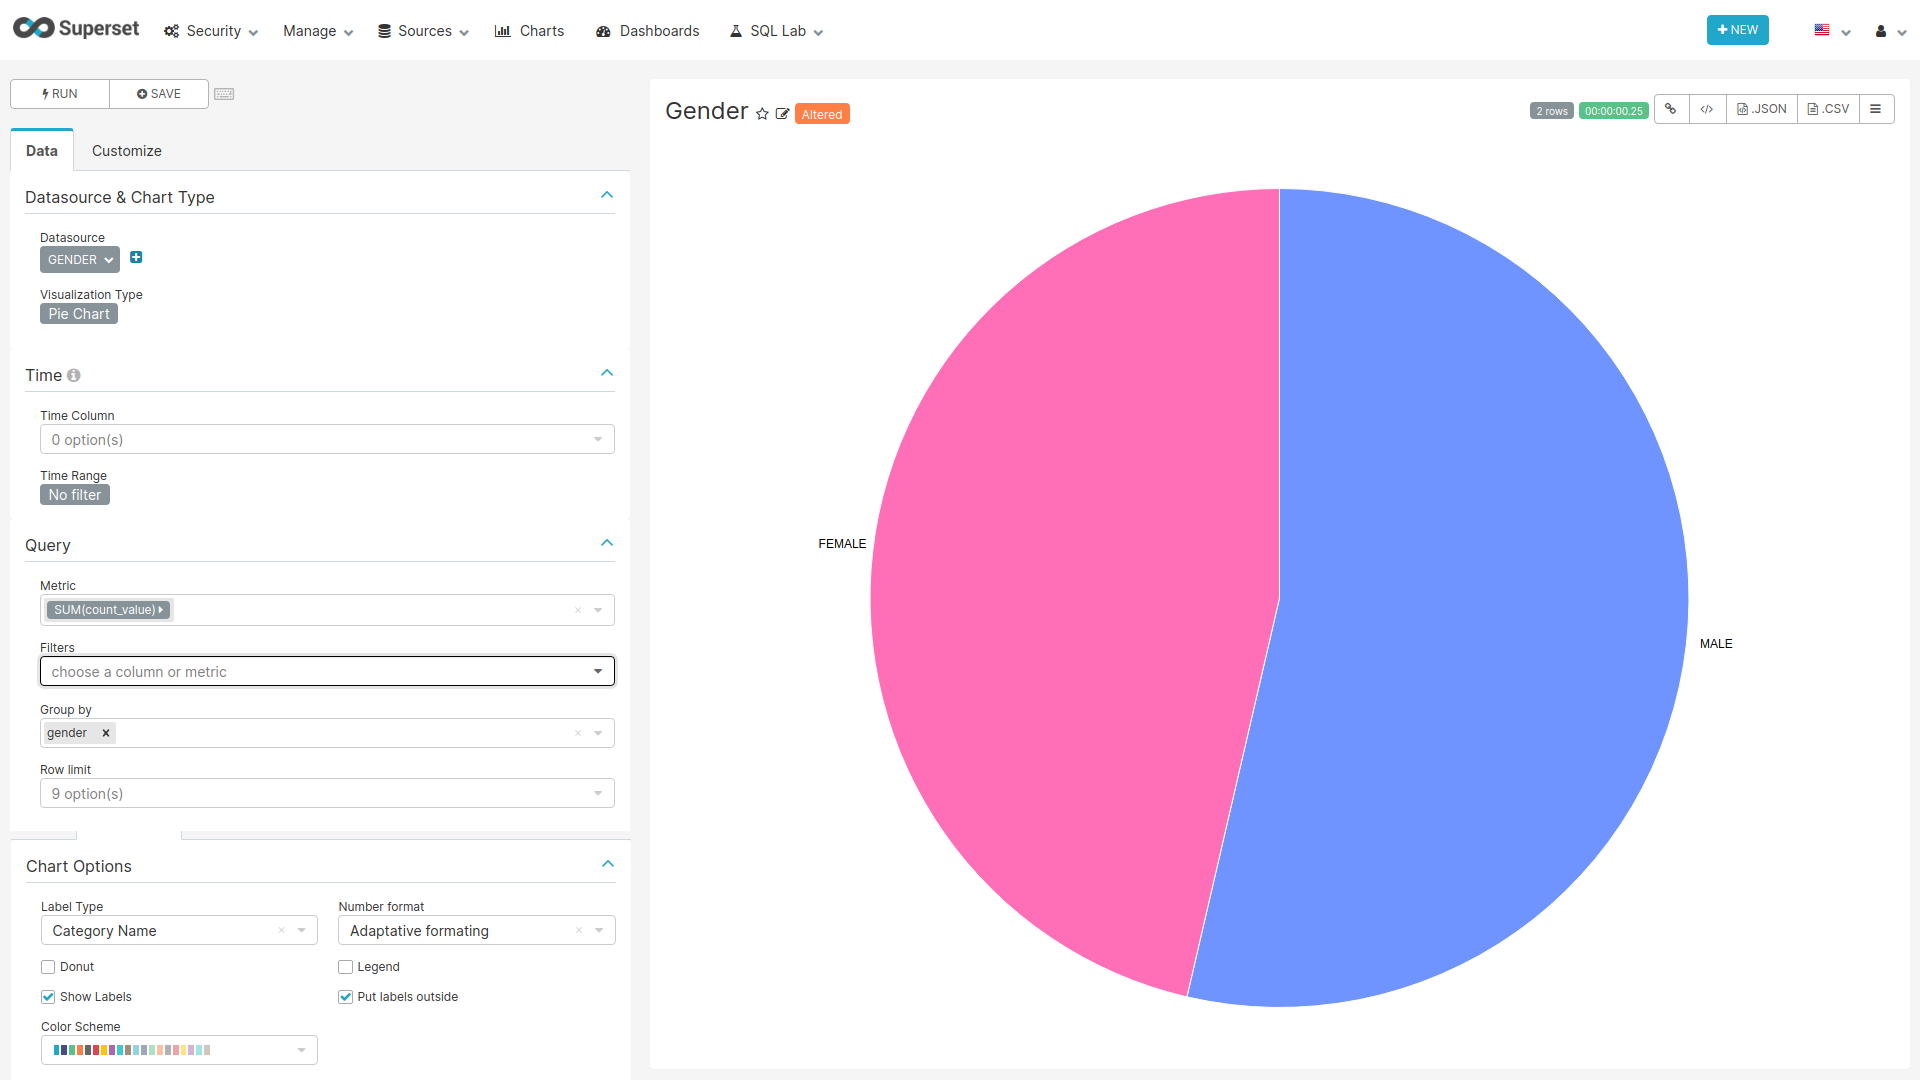 Superset Security Manage Sources Charts Dashboards SQL Lab NEW
RUN SAVE
Data Customize
Datasource & Chart Type
Datasource
GENDER
Visualization Type
Pie Chart
Time
Time Column
0 option(s)
Time Range
No filter
Query
Metric
SUM(count_value)
Filters
choose a column or metric
Group by
gender
Row limit
9 option(s)
Chart Options
Label Type Number format
Category Name Adaptative formating
Donut Legend
Show Labels Put labels outside
Color Scheme
Gender Altered 2 rows 00:00:00.25 .JSON .CSV
FEMALE
MALE